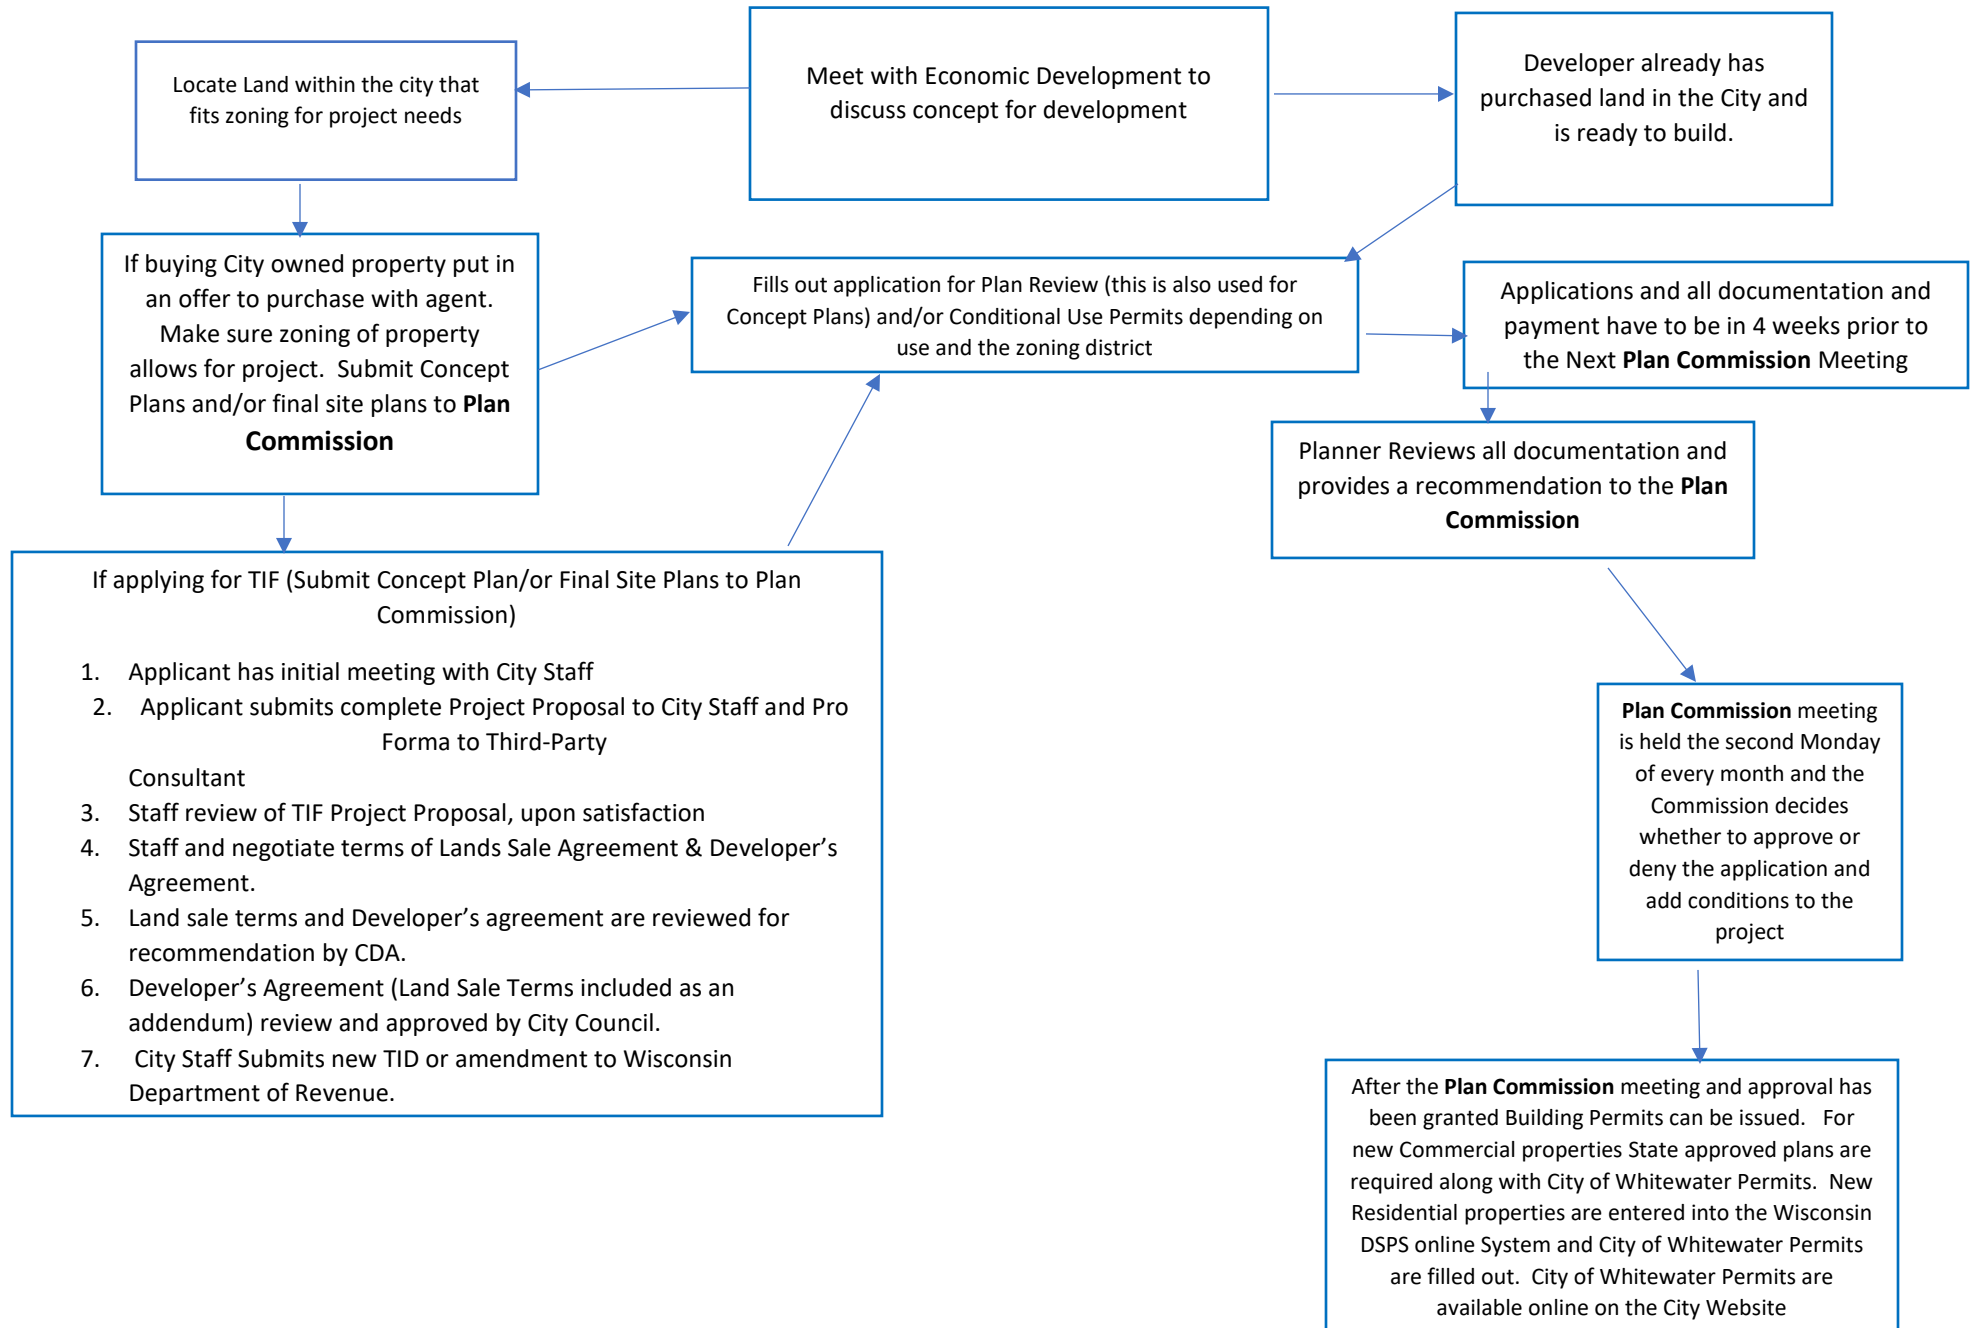 Meet with Economic Development to
discuss concept for development
Locate Land within the city that
fits zoning for project needs
Developer already has
purchased land in the City and
is ready to build.
If buying City owned property put in
an offer to purchase with agent.
Make sure zoning of property
allows for project.  Submit Concept
Plans and/or final site plans to Plan
Commission
If applying for TIF (Submit Concept Plan/or Final Site Plans to Plan
Commission)
1. Applicant has initial meeting with City Staff
2. Applicant submits complete Project Proposal to City Staff and Pro
Forma to Third-Party
Consultant
3. Staff review of TIF Project Proposal, upon satisfaction
4. Staff and negotiate terms of Lands Sale Agreement & Developer’s
Agreement.
5. Land sale terms and Developer’s agreement are reviewed for
recommendation by CDA.
6. Developer’s Agreement (Land Sale Terms included as an
addendum) review and approved by City Council.
7. City Staff Submits new TID or amendment to Wisconsin
Department of Revenue.
Fills out application for Plan Review (this is also used for
Concept Plans) and/or Conditional Use Permits depending on
use and the zoning district
Applications and all documentation and
payment have to be in 4 weeks prior to
the Next Plan Commission Meeting
Planner Reviews all documentation and
provides a recommendation to the Plan
Commission
Plan Commission meeting
is held the second Monday
of every month and the
Commission decides
whether to approve or
deny the application and
add conditions to the
project
After the Plan Commission meeting and approval has
been granted Building Permits can be issued.   For
new Commercial properties State approved plans are
required along with City of Whitewater Permits.  New
Residential properties are entered into the Wisconsin
DSPS online System and City of Whitewater Permits
are filled out.  City of Whitewater Permits are
available online on the City Website